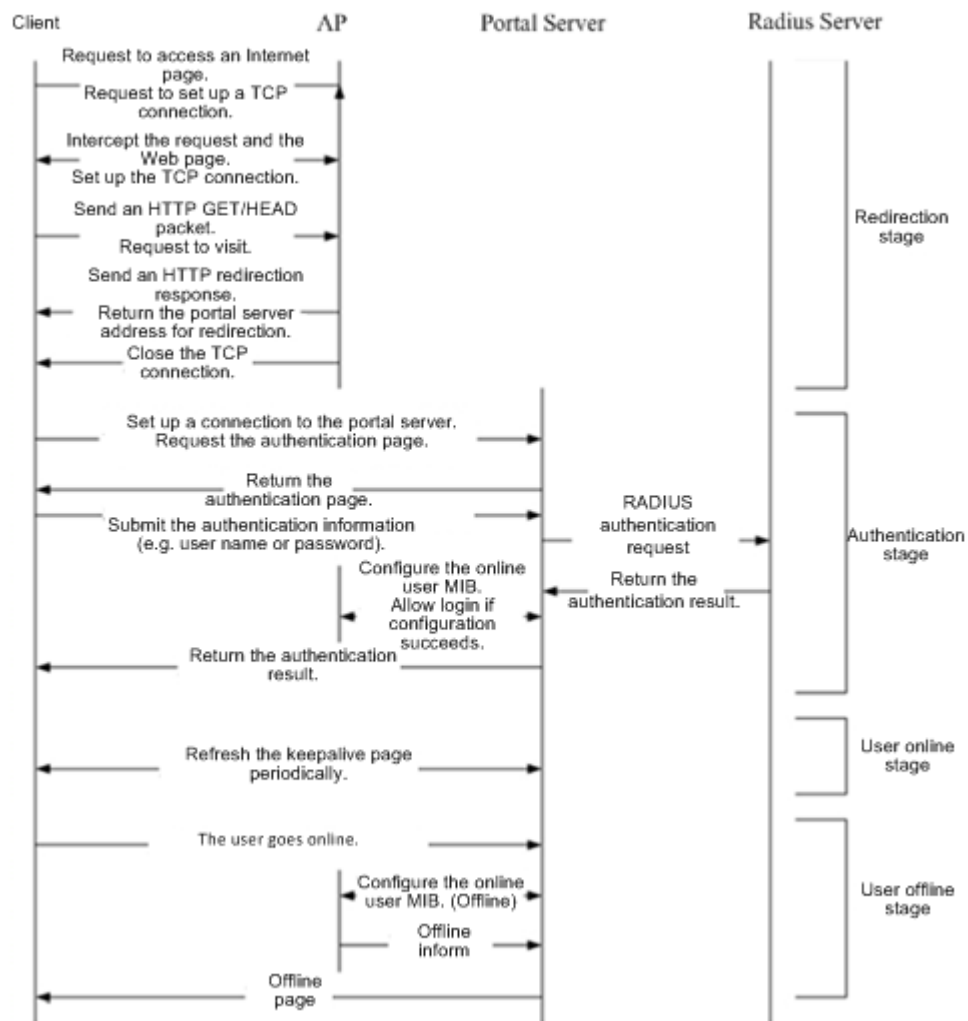 Client
AP
Portal Server
Radius Server
Request to access an Internet
page.
Request to set up a TCP
connection.
Intercept the request and the
Web page.
Set up the TCP connection.
Send an HTTP GET/HEAD
packet.
Request to visit.
Redirection
stage
Send an HTTP redirection
response.
Return the portal server
address for redirection.
Close the TCP
connection.
Set up a connection to the portal server.
Request the authentication page.
Return the
authentication page.
Submit the authentication information
(e.g. user name or password).
RADIUS
authentication
request
Authentication
stage
Configure the online
user MIB.
Allow login if
configuration
succeeds.
Return the
authentication result.
Return the authentication
result.
Refresh the keepalive page
periodically.
User online
stage
The user goes online.
Configure the online
user MIB. (Offline)
User offline
stage
Offline
inform
Offline
page